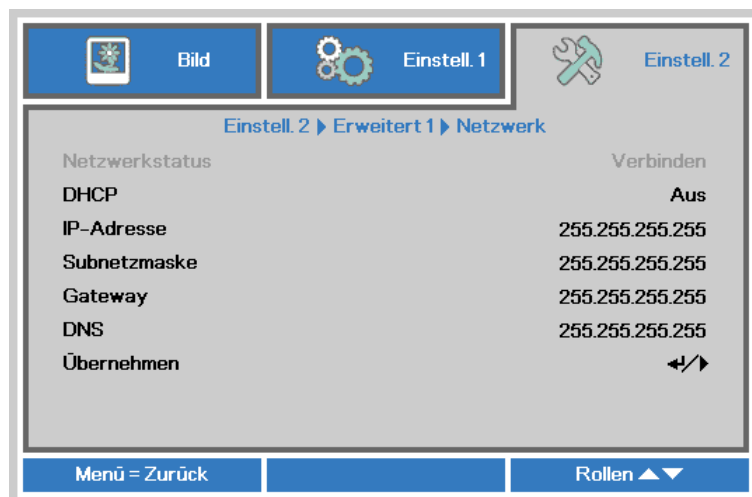 Bild
Einstell. 1
Einstell. 2
Einstell. 2 ▶ Erweitert 1 ▶ Netzwerk
Netzwerkstatus Verbinden
DHCP Aus
IP-Adresse 255.255.255.255
Subnetzmaske 255.255.255.255
Gateway 255.255.255.255
DNS 255.255.255.255
Übernehmen ↵/▶
Menü = Zurück
Rollen ▲▼